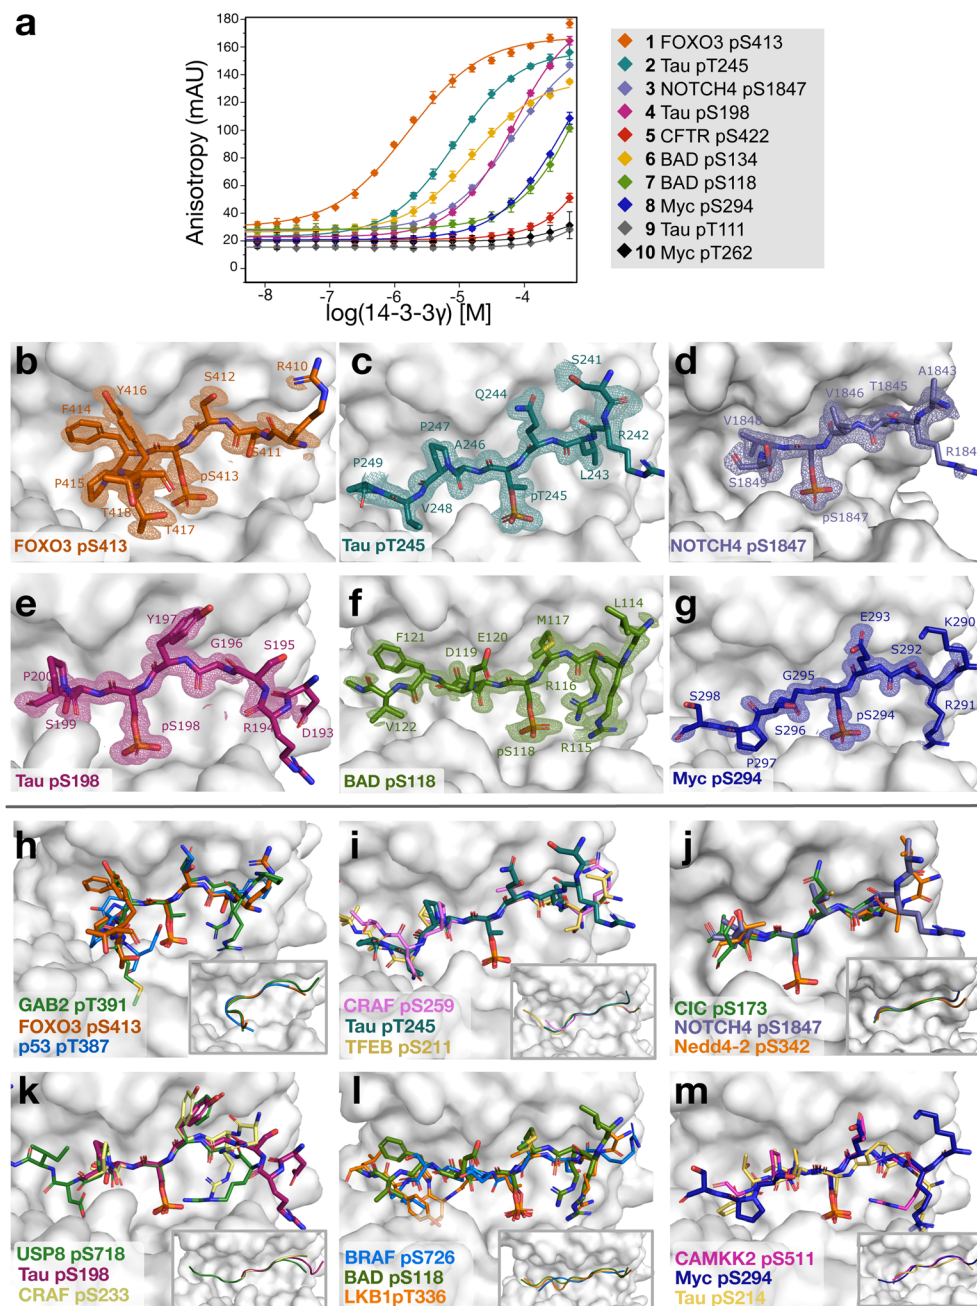 a
180
160
140
120
100
80
60
40
20
0
Anisotropy (mAU)
-8
-7
-6
-5
-4
log(14-3-3γ) [M]
1 FOXO3 pS413
2 Tau pT245
3 NOTCH4 pS1847
4 Tau pS198
5 CFTR pS422
6 BAD pS134
7 BAD pS118
8 Myc pS294
9 Tau pT111
10 Myc pT262
b
R410
S412
Y416
F414
S411
P415
pS413
T418
T417
FOXO3 pS413
c
S241
Q244
P247
A246
R242
P249
L243
pT245
V248
Tau pT245
d
A1843
T1845
V1846
V1848
R184
S1849
pS1847
NOTCH4 pS1847
e
Y197
G196
S195
P200
S199
pS198
R194
D193
Tau pS198
f
L114
M117
F121
E120
D119
R116
V122
pS118
R115
BAD pS118
g
E293
K290
S292
G295
S298
pS294
R291
S296
P297
Myc pS294
h
GAB2 pT391
FOXO3 pS413
p53 pT387
i
CRAF pS259
Tau pT245
TFEB pS211
j
CIC pS173
NOTCH4 pS1847
Nedd4-2 pS342
k
USP8 pS718
Tau pS198
CRAF pS233
l
BRAF pS726
BAD pS118
LKB1pT336
m
CAMKK2 pS511
Myc pS294
Tau pS214